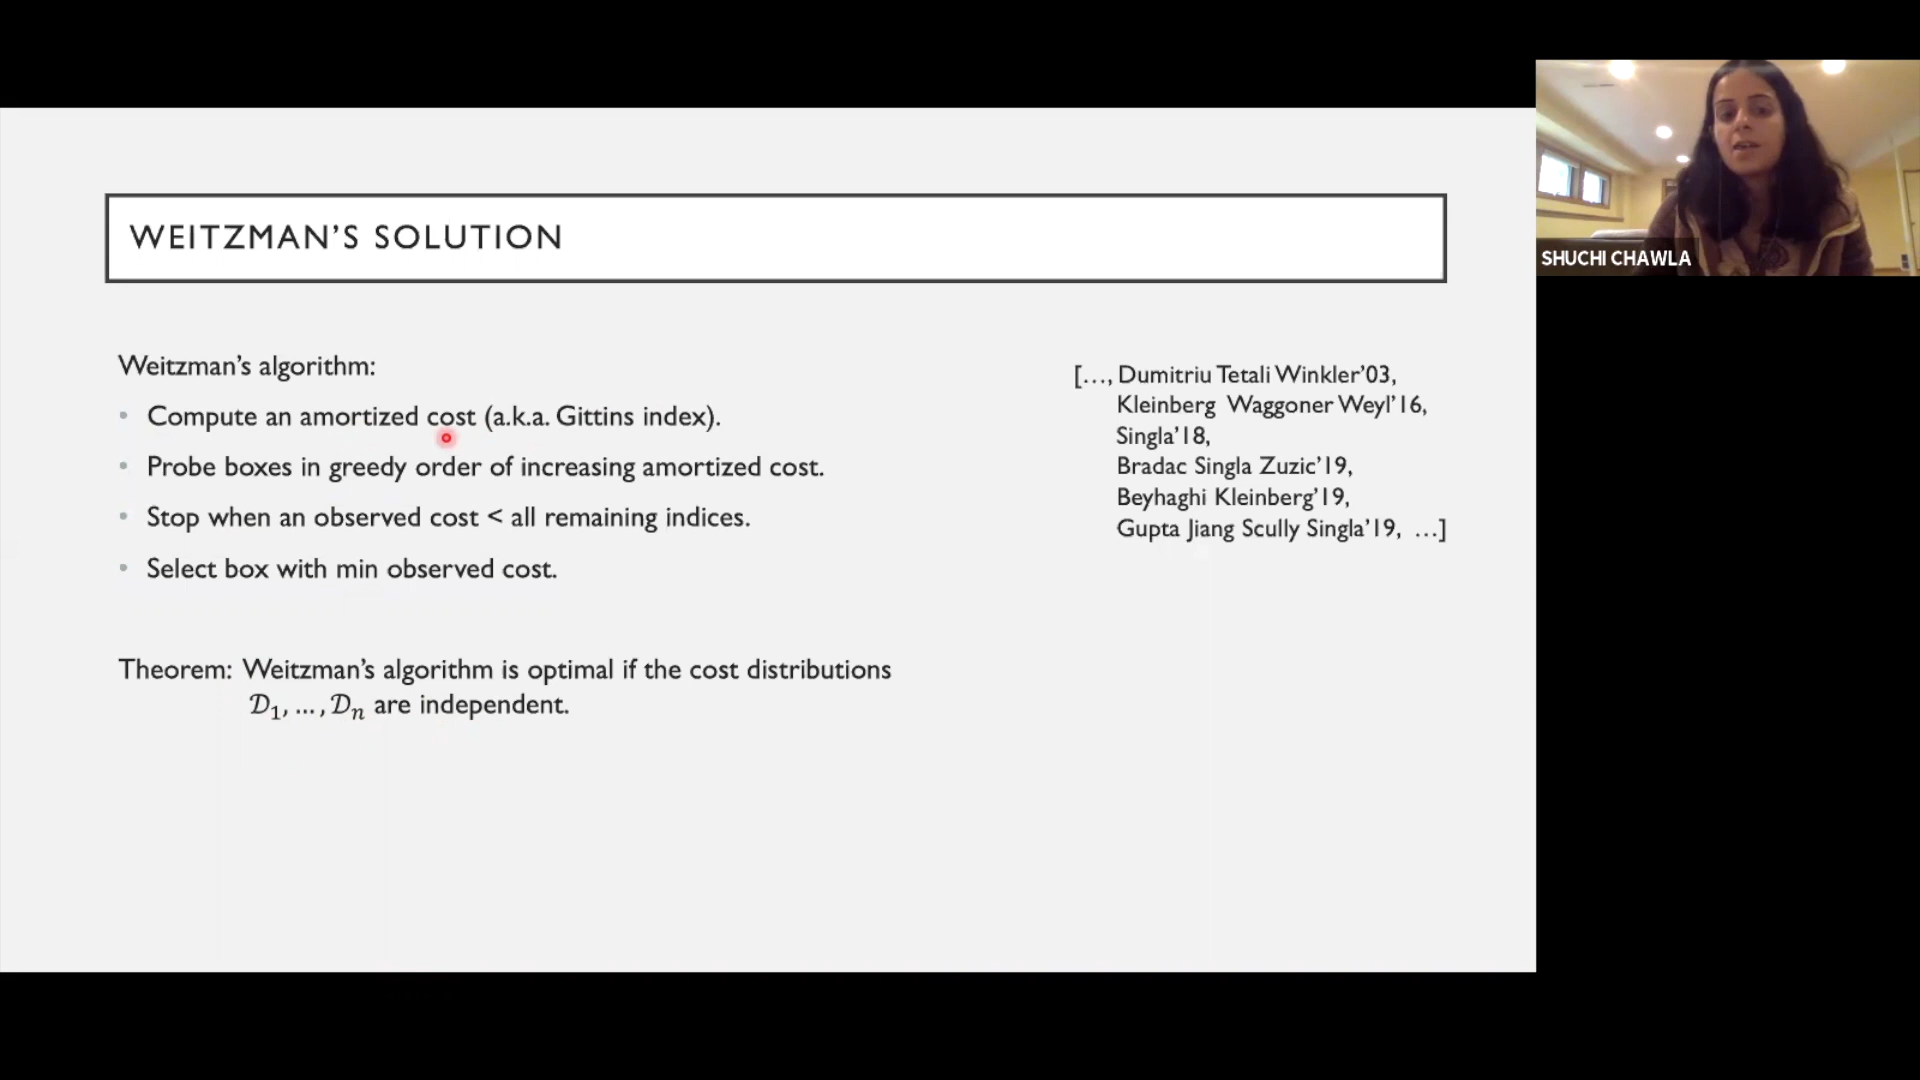 WEITZMAN'S SOLUTION
Weitzman's algorithm:
• Compute an amortized cost (a.k.a. Gittins index).
• Probe boxes in greedy order of increasing amortized cost.
• Stop when an observed cost < all remaining indices.
• Select box with min observed cost.
Theorem: Weitzman's algorithm is optimal if the cost distributions
𝒟₁, ..., 𝒟ₙ are independent.
[..., Dumitriu Tetali Winkler'03,
Kleinberg Waggoner Weyl'16,
Singla'18,
Bradac Singla Zuzic'19,
Beyhaghi Kleinberg'19,
Gupta Jiang Scully Singla'19, ...]
SHUCHI CHAWLA